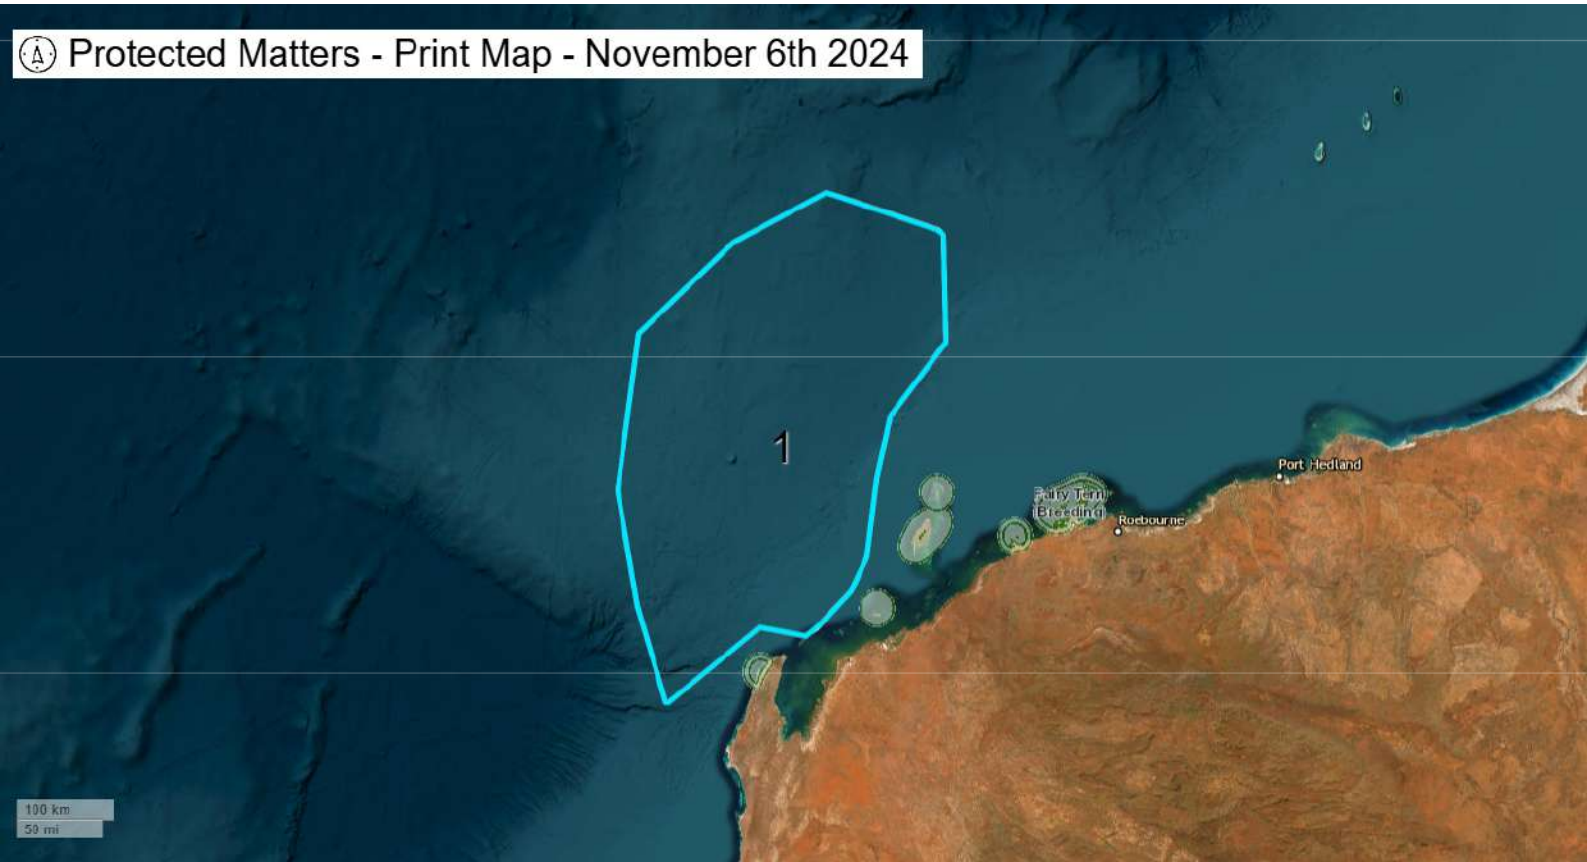 Protected Matters - Print Map - November 6th 2024
1
Port Hedland
Fairy Tern
(Breeding)
Roebourne
100 km
50 mi